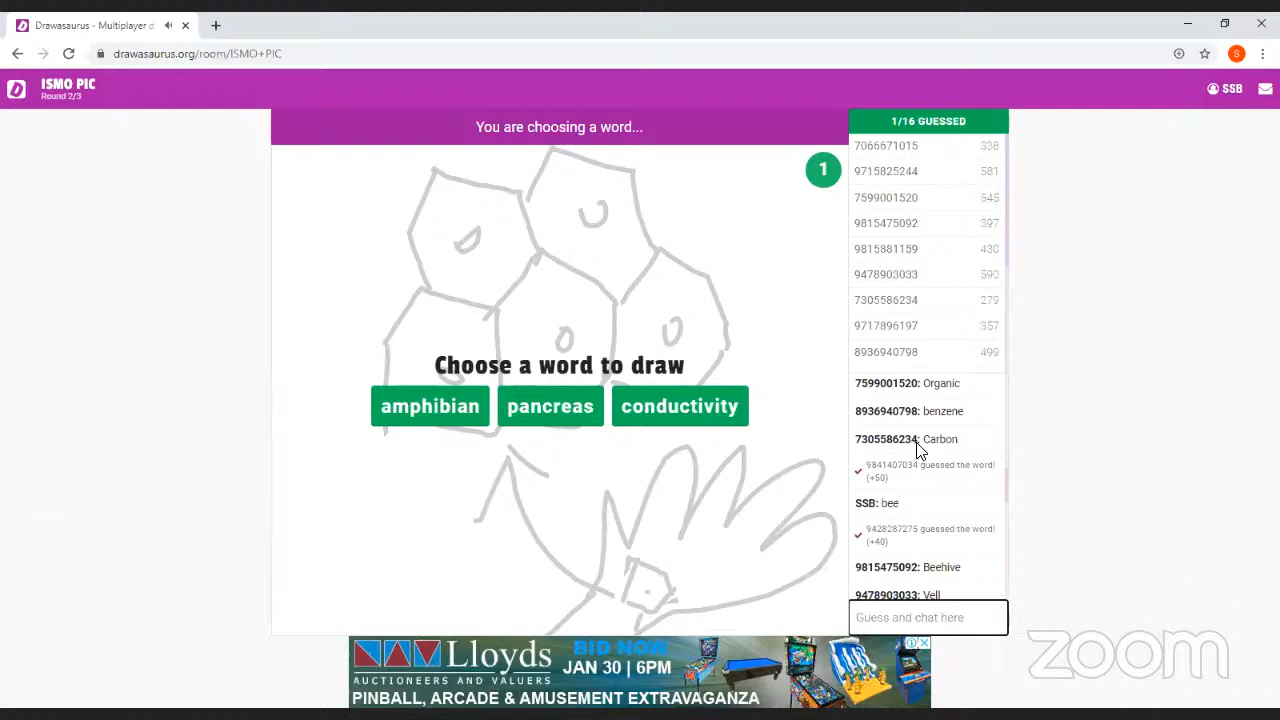 Drawasaurus - Multiplayer d
drawasaurus.org/room/ISMO+PIC
S
D
ISMO PIC
Round 2/3
SSB
You are choosing a word...
1
Choose a word to draw
amphibian
pancreas
conductivity
1/16 GUESSED
7066671015 338
9715825244 581
7599001520 545
9815475092 397
9815881159 430
9478903033 590
7305586234 279
9717896197 357
8936940798 499
7599001520: Organic
8936940798: benzene
7305586234: Carbon
9841407034 guessed the word!
(+50)
SSB: bee
9428287275 guessed the word!
(+40)
9815475092: Beehive
9478903033: Vell
Guess and chat here
Lloyds
AUCTIONEERS AND VALUERS
BID NOW
JAN 30 | 6PM
PINBALL, ARCADE & AMUSEMENT EXTRAVAGANZA
zoom